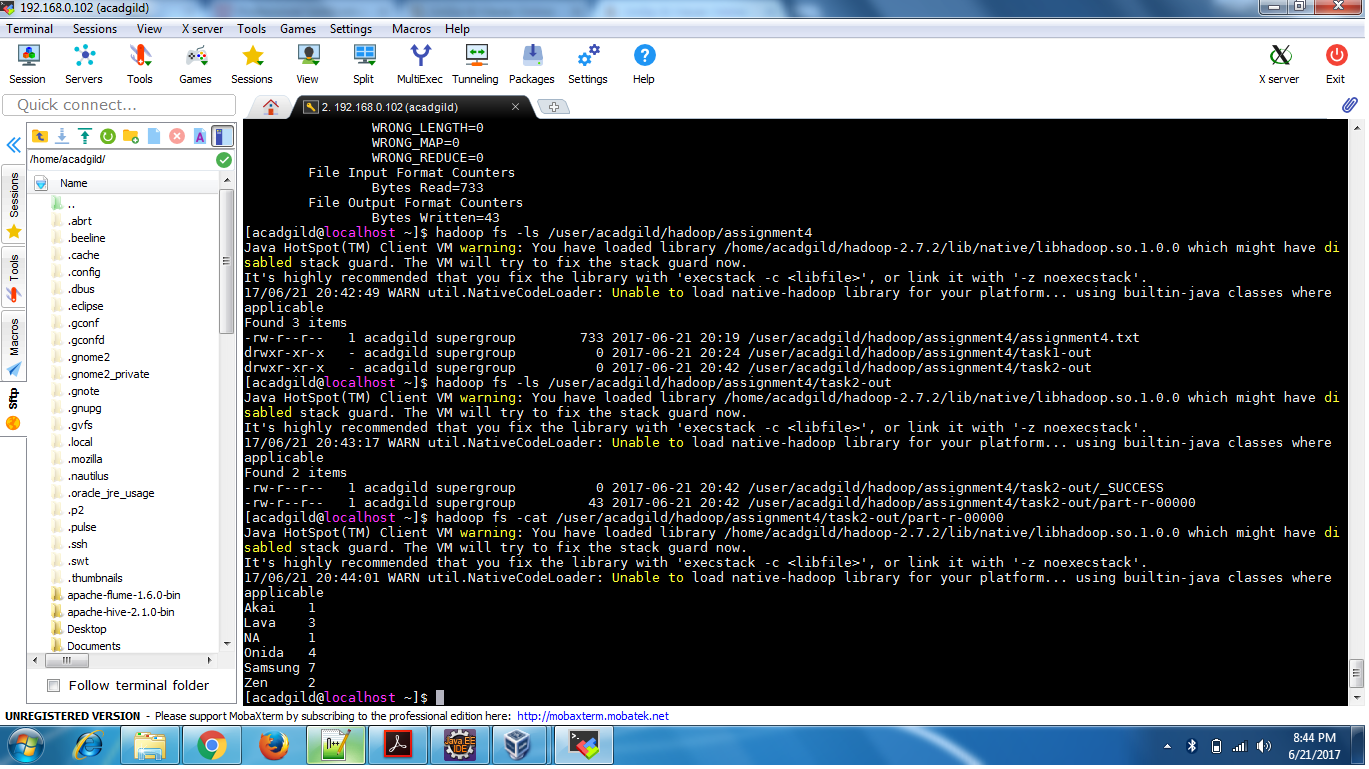 192.168.0.102 (acadgild)
Terminal Sessions View X server Tools Games Settings Macros Help
Session Servers Tools Games Sessions View Split MultiExec Tunneling Packages Settings Help X server Exit
Quick connect...
2. 192.168.0.102 (acadgild)
/home/acadgild/
Name
..
.abrt
.beeline
.cache
.config
.dbus
.eclipse
.gconf
.gconfd
.gnome2
.gnome2_private
.gnote
.gnupg
.gvfs
.local
.mozilla
.nautilus
.oracle_jre_usage
.p2
.pulse
.ssh
.swt
.thumbnails
apache-flume-1.6.0-bin
apache-hive-2.1.0-bin
Desktop
Documents
Follow terminal folder
Sessions
Tools
Macros
Sftp
WRONG_LENGTH=0
WRONG_MAP=0
WRONG_REDUCE=0
File Input Format Counters
Bytes Read=733
File Output Format Counters
Bytes Written=43
[acadgild@localhost ~]$ hadoop fs -ls /user/acadgild/hadoop/assignment4
Java HotSpot(TM) Client VM warning: You have loaded library /home/acadgild/hadoop-2.7.2/lib/native/libhadoop.so.1.0.0 which might have di
sabled stack guard. The VM will try to fix the stack guard now.
It's highly recommended that you fix the library with 'execstack -c <libfile>', or link it with '-z noexecstack'.
17/06/21 20:42:49 WARN util.NativeCodeLoader: Unable to load native-hadoop library for your platform... using builtin-java classes where
applicable
Found 3 items
-rw-r--r-- 1 acadgild supergroup 733 2017-06-21 20:19 /user/acadgild/hadoop/assignment4/assignment4.txt
drwxr-xr-x - acadgild supergroup 0 2017-06-21 20:24 /user/acadgild/hadoop/assignment4/task1-out
drwxr-xr-x - acadgild supergroup 0 2017-06-21 20:42 /user/acadgild/hadoop/assignment4/task2-out
[acadgild@localhost ~]$ hadoop fs -ls /user/acadgild/hadoop/assignment4/task2-out
Java HotSpot(TM) Client VM warning: You have loaded library /home/acadgild/hadoop-2.7.2/lib/native/libhadoop.so.1.0.0 which might have di
sabled stack guard. The VM will try to fix the stack guard now.
It's highly recommended that you fix the library with 'execstack -c <libfile>', or link it with '-z noexecstack'.
17/06/21 20:43:17 WARN util.NativeCodeLoader: Unable to load native-hadoop library for your platform... using builtin-java classes where
applicable
Found 2 items
-rw-r--r-- 1 acadgild supergroup 0 2017-06-21 20:42 /user/acadgild/hadoop/assignment4/task2-out/_SUCCESS
-rw-r--r-- 1 acadgild supergroup 43 2017-06-21 20:42 /user/acadgild/hadoop/assignment4/task2-out/part-r-00000
[acadgild@localhost ~]$ hadoop fs -cat /user/acadgild/hadoop/assignment4/task2-out/part-r-00000
Java HotSpot(TM) Client VM warning: You have loaded library /home/acadgild/hadoop-2.7.2/lib/native/libhadoop.so.1.0.0 which might have di
sabled stack guard. The VM will try to fix the stack guard now.
It's highly recommended that you fix the library with 'execstack -c <libfile>', or link it with '-z noexecstack'.
17/06/21 20:44:01 WARN util.NativeCodeLoader: Unable to load native-hadoop library for your platform... using builtin-java classes where
applicable
Akai 1
Lava 3
NA 1
Onida 4
Samsung 7
Zen 2
[acadgild@localhost ~]$
UNREGISTERED VERSION - Please support MobaXterm by subscribing to the professional edition here: http://mobaxterm.mobatek.net
Java EE
IDE
8:44 PM
6/21/2017